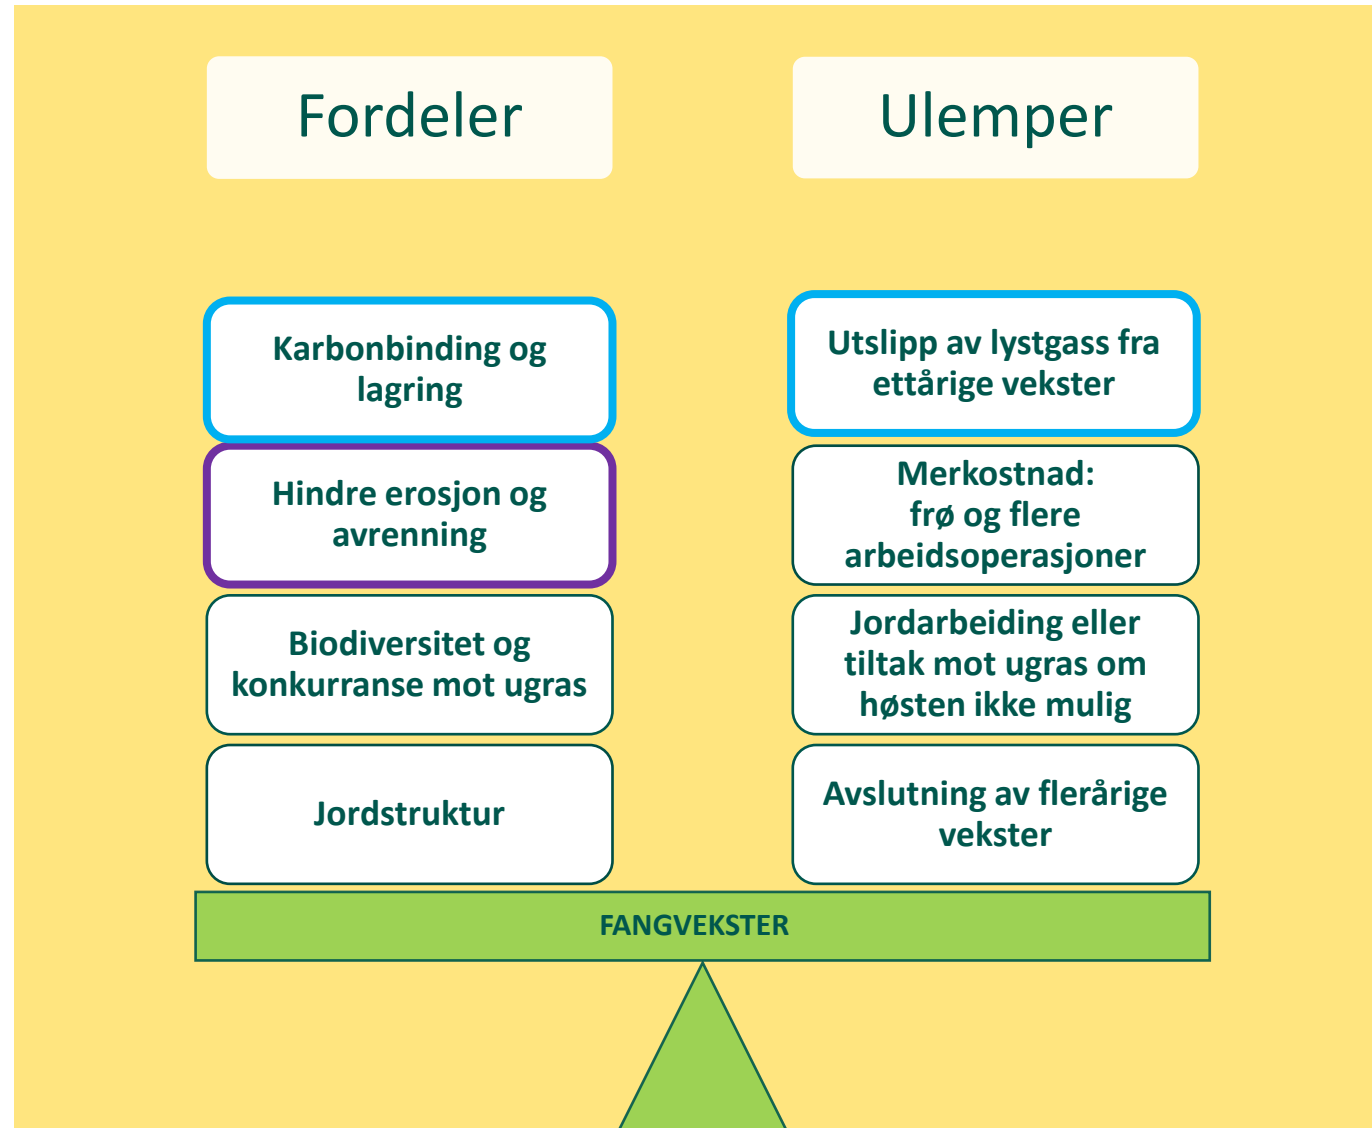 Fordeler
Ulemper
Karbonbinding og
lagring
Hindre erosjon og
avrenning
Biodiversitet og
konkurranse mot ugras
Jordstruktur
Utslipp av lystgass fra
ettårige vekster
Merkostnad:
frø og flere
arbeidsoperasjoner
Jordarbeiding eller
tiltak mot ugras om
høsten ikke mulig
Avslutning av flerårige
vekster
FANGVEKSTER